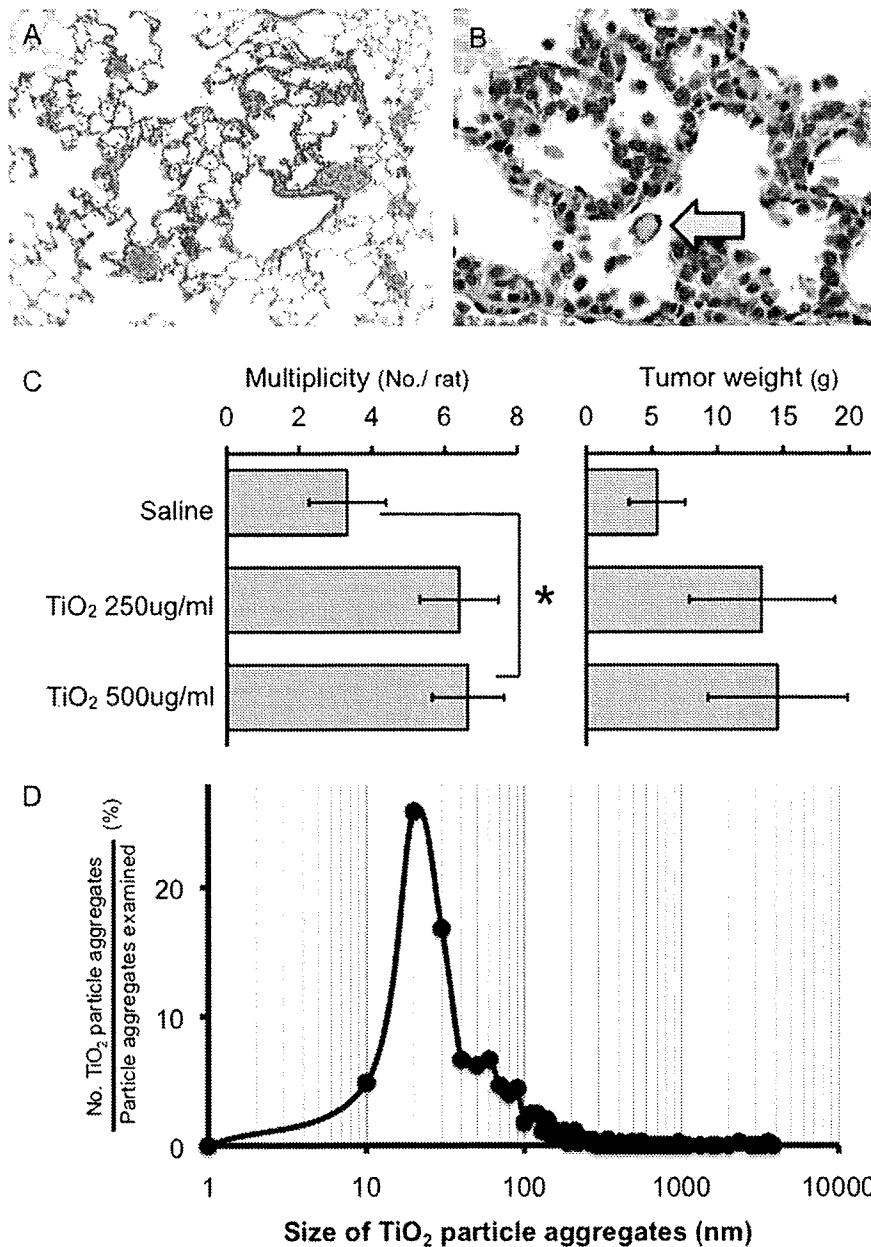 A
B
C
Multiplicity (No./ rat)
Tumor weight (g)
0 2 4 6 8
0 5 10 15 20
Saline
TiO₂ 250ug/ml
*
TiO₂ 500ug/ml
D
No. TiO₂ particle aggregates
Particle aggregates examined
(%)
20
10
0
1 10 100 1000 10000
Size of TiO₂ particle aggregates (nm)